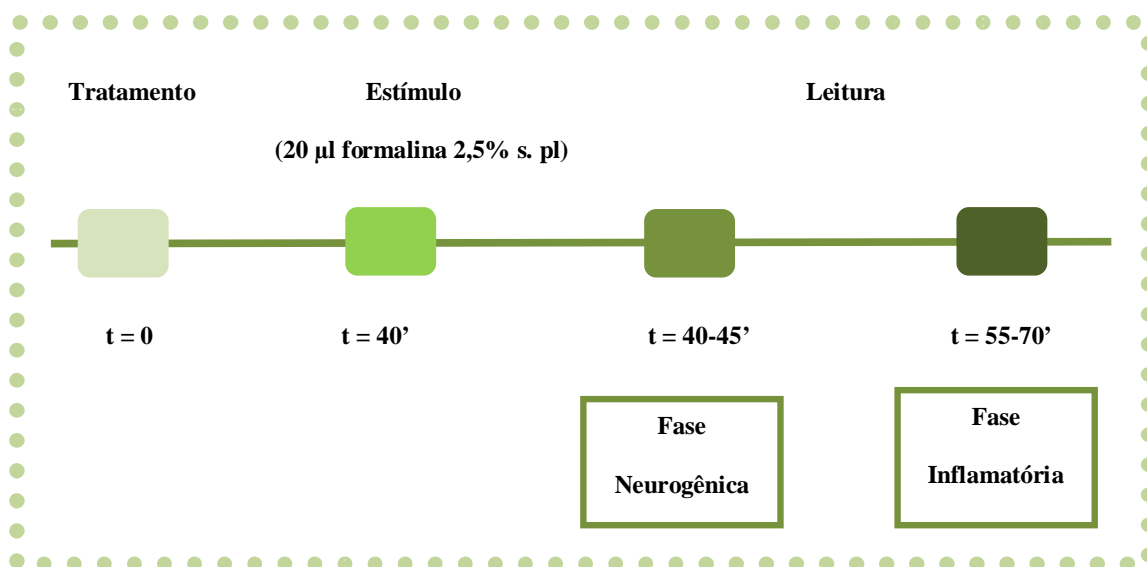 Tratamento
Estímulo
Leitura
(20 µl formalina 2,5% s. pl)
t = 0
t = 40’
t = 40-45’
t = 55-70’
Fase
Neurogênica
Fase
Inflamatória